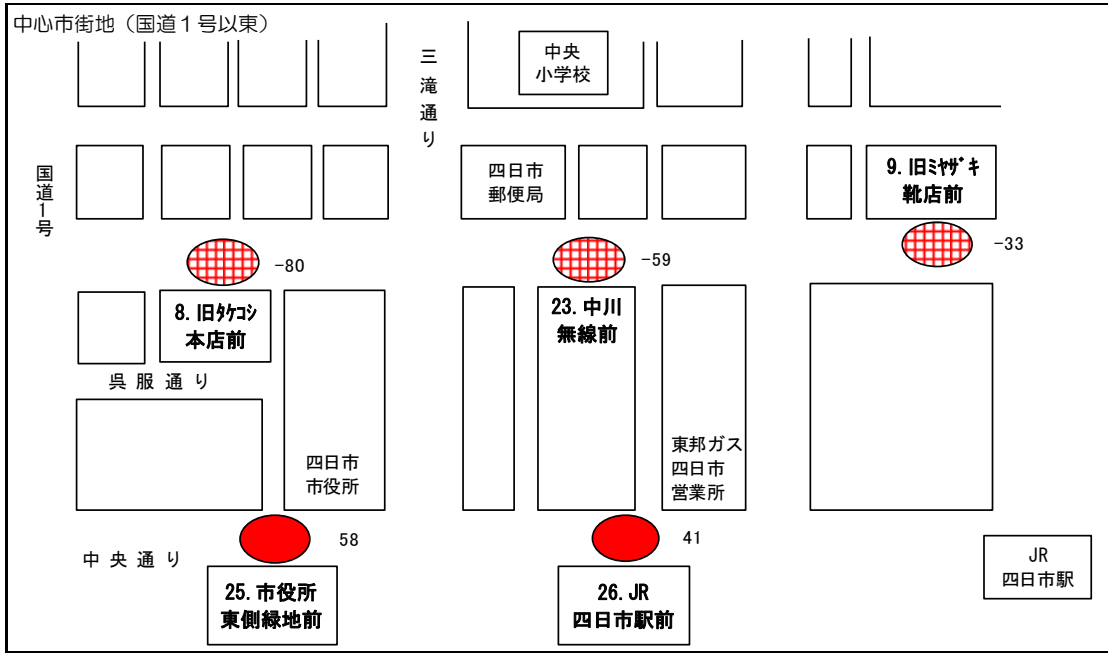 中心市街地（国道１号以東）
三滝通り
中央
小学校
国道1号
四日市
郵便局
9. 旧ﾐﾔｻﾞｷ
靴店前
-80
-59
-33
8. 旧ﾀｹｺｼ
本店前
23. 中川
無線前
呉服通り
四日市
市役所
東邦ガス
四日市
営業所
58
41
中央通り
25. 市役所
東側緑地前
26. JR
四日市駅前
JR
四日市駅